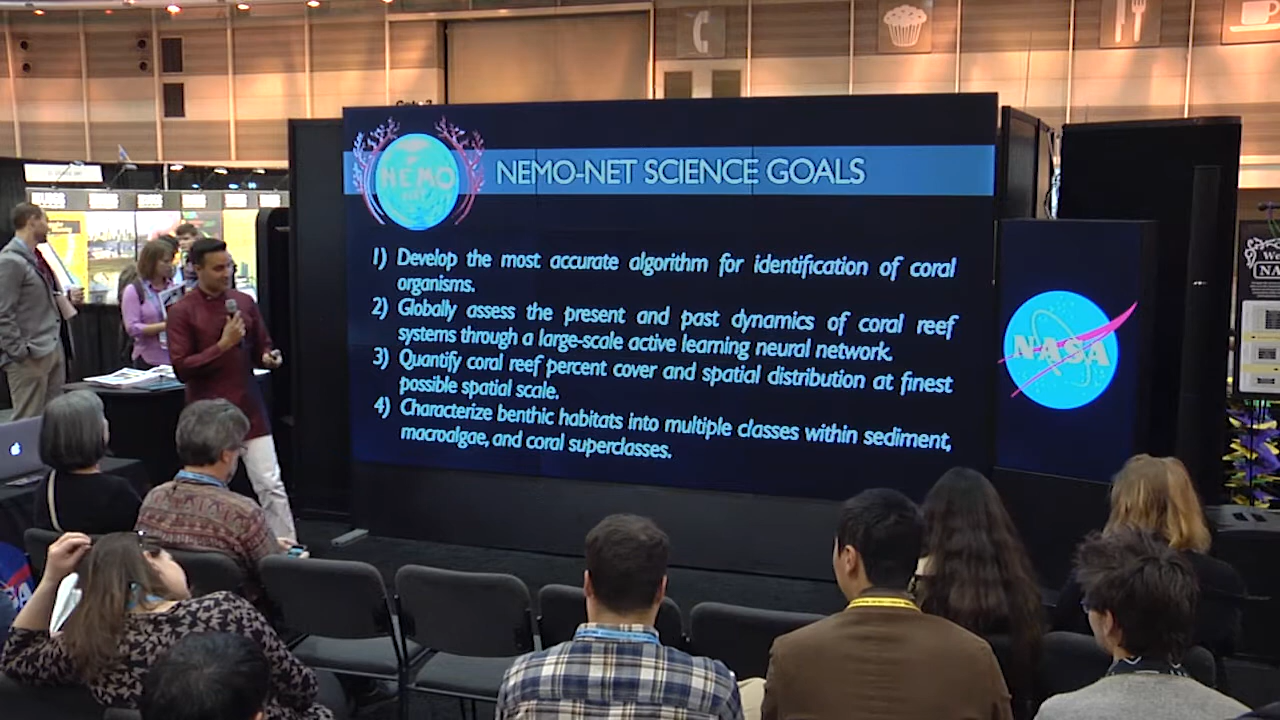 NEMO
NEMO-NET SCIENCE GOALS
1) Develop the most accurate algorithm for identification of coral
organisms.
2) Globally assess the present and past dynamics of coral reef
systems through a large-scale active learning neural network.
3) Quantify coral reef percent cover and spatial distribution at finest
possible spatial scale.
4) Characterize benthic habitats into multiple classes within sediment,
macroalgae, and coral superclasses.
NASA